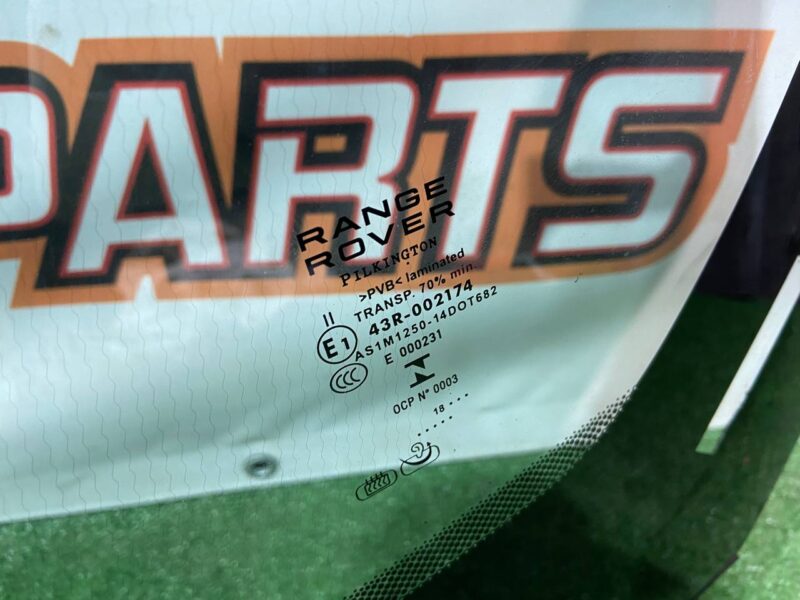 PARTS
RANGE
ROVER
PILKINGTON
>PVB< laminated
TRANSP. 70% min.
II
43R-002174
E1
AS1M1250-14DOT682
E 000231
CCC
OCP N° 0003
18 ...
.....